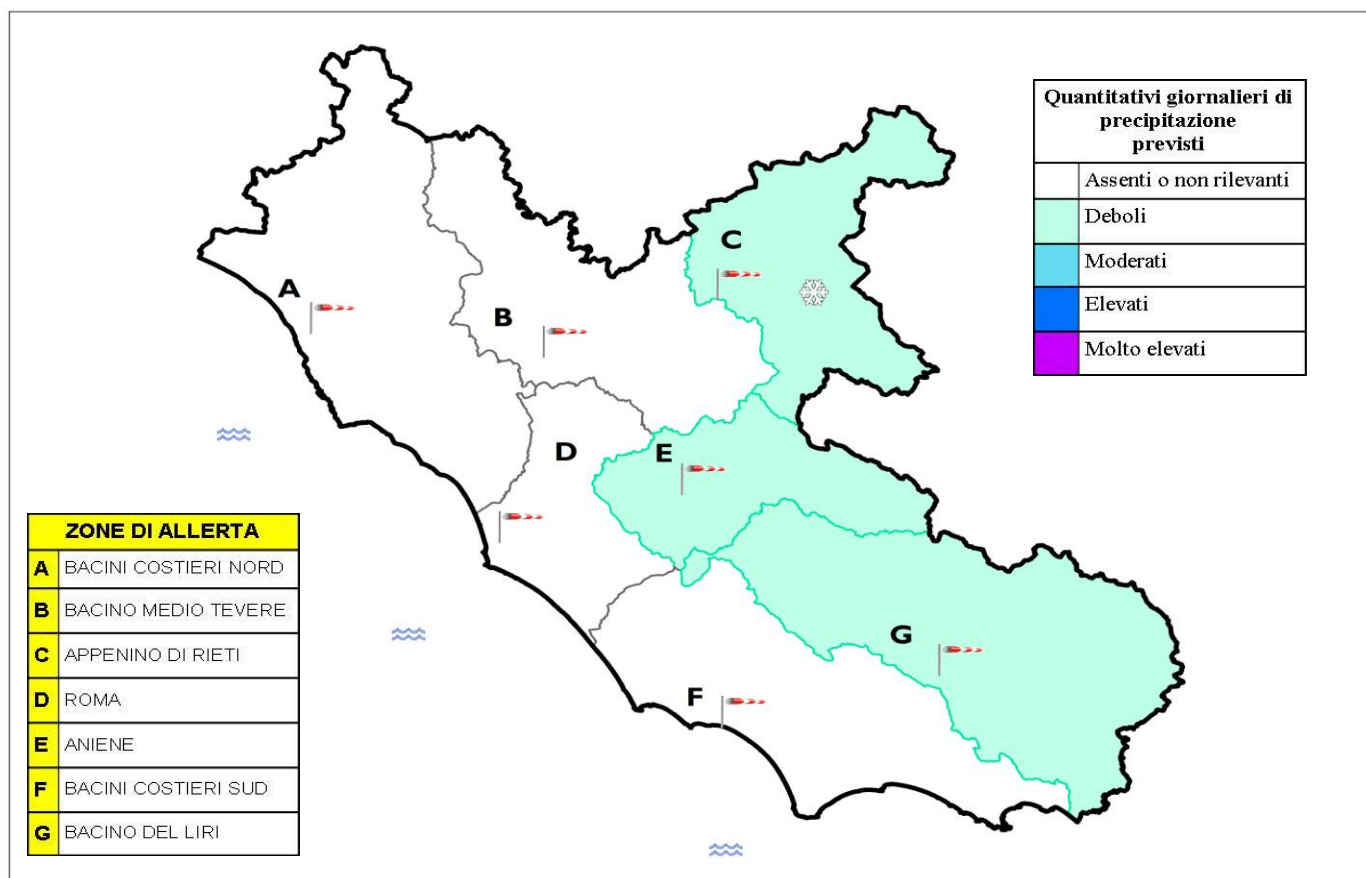 Quantitativi giornalieri di
precipitazione
previsti
Assenti o non rilevanti
Deboli
Moderati
Elevati
Molto elevati
C
A
B
D
E
G
F
ZONE DI ALLERTA
A BACINI COSTIERI NORD
B BACINO MEDIO TEVERE
C APPENINO DI RIETI
D ROMA
E ANIENE
F BACINI COSTIERI SUD
G BACINO DEL LIRI